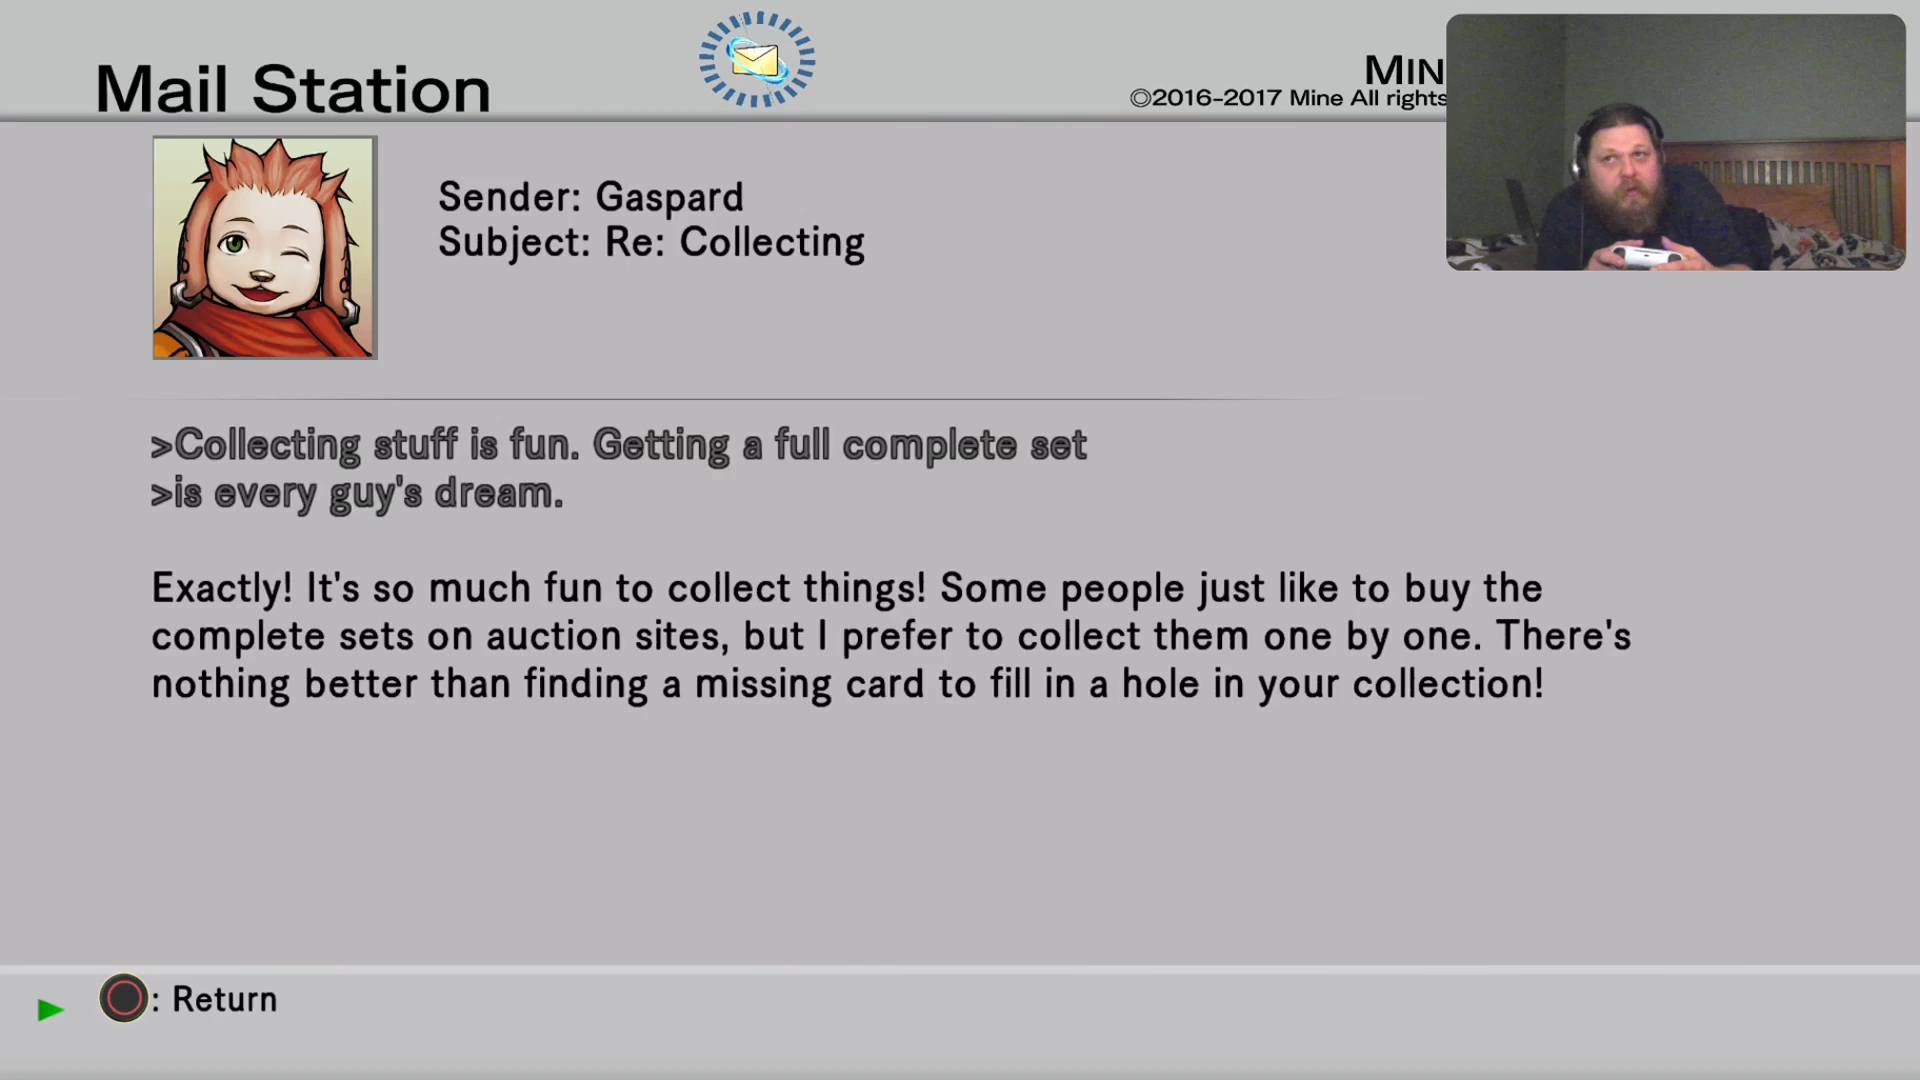 Mail Station
MIN
©2016-2017 Mine All rights
Sender: Gaspard
Subject: Re: Collecting
>Collecting stuff is fun. Getting a full complete set
>is every guy's dream.
Exactly! It's so much fun to collect things! Some people just like to buy the
complete sets on auction sites, but I prefer to collect them one by one. There's
nothing better than finding a missing card to fill in a hole in your collection!
: Return